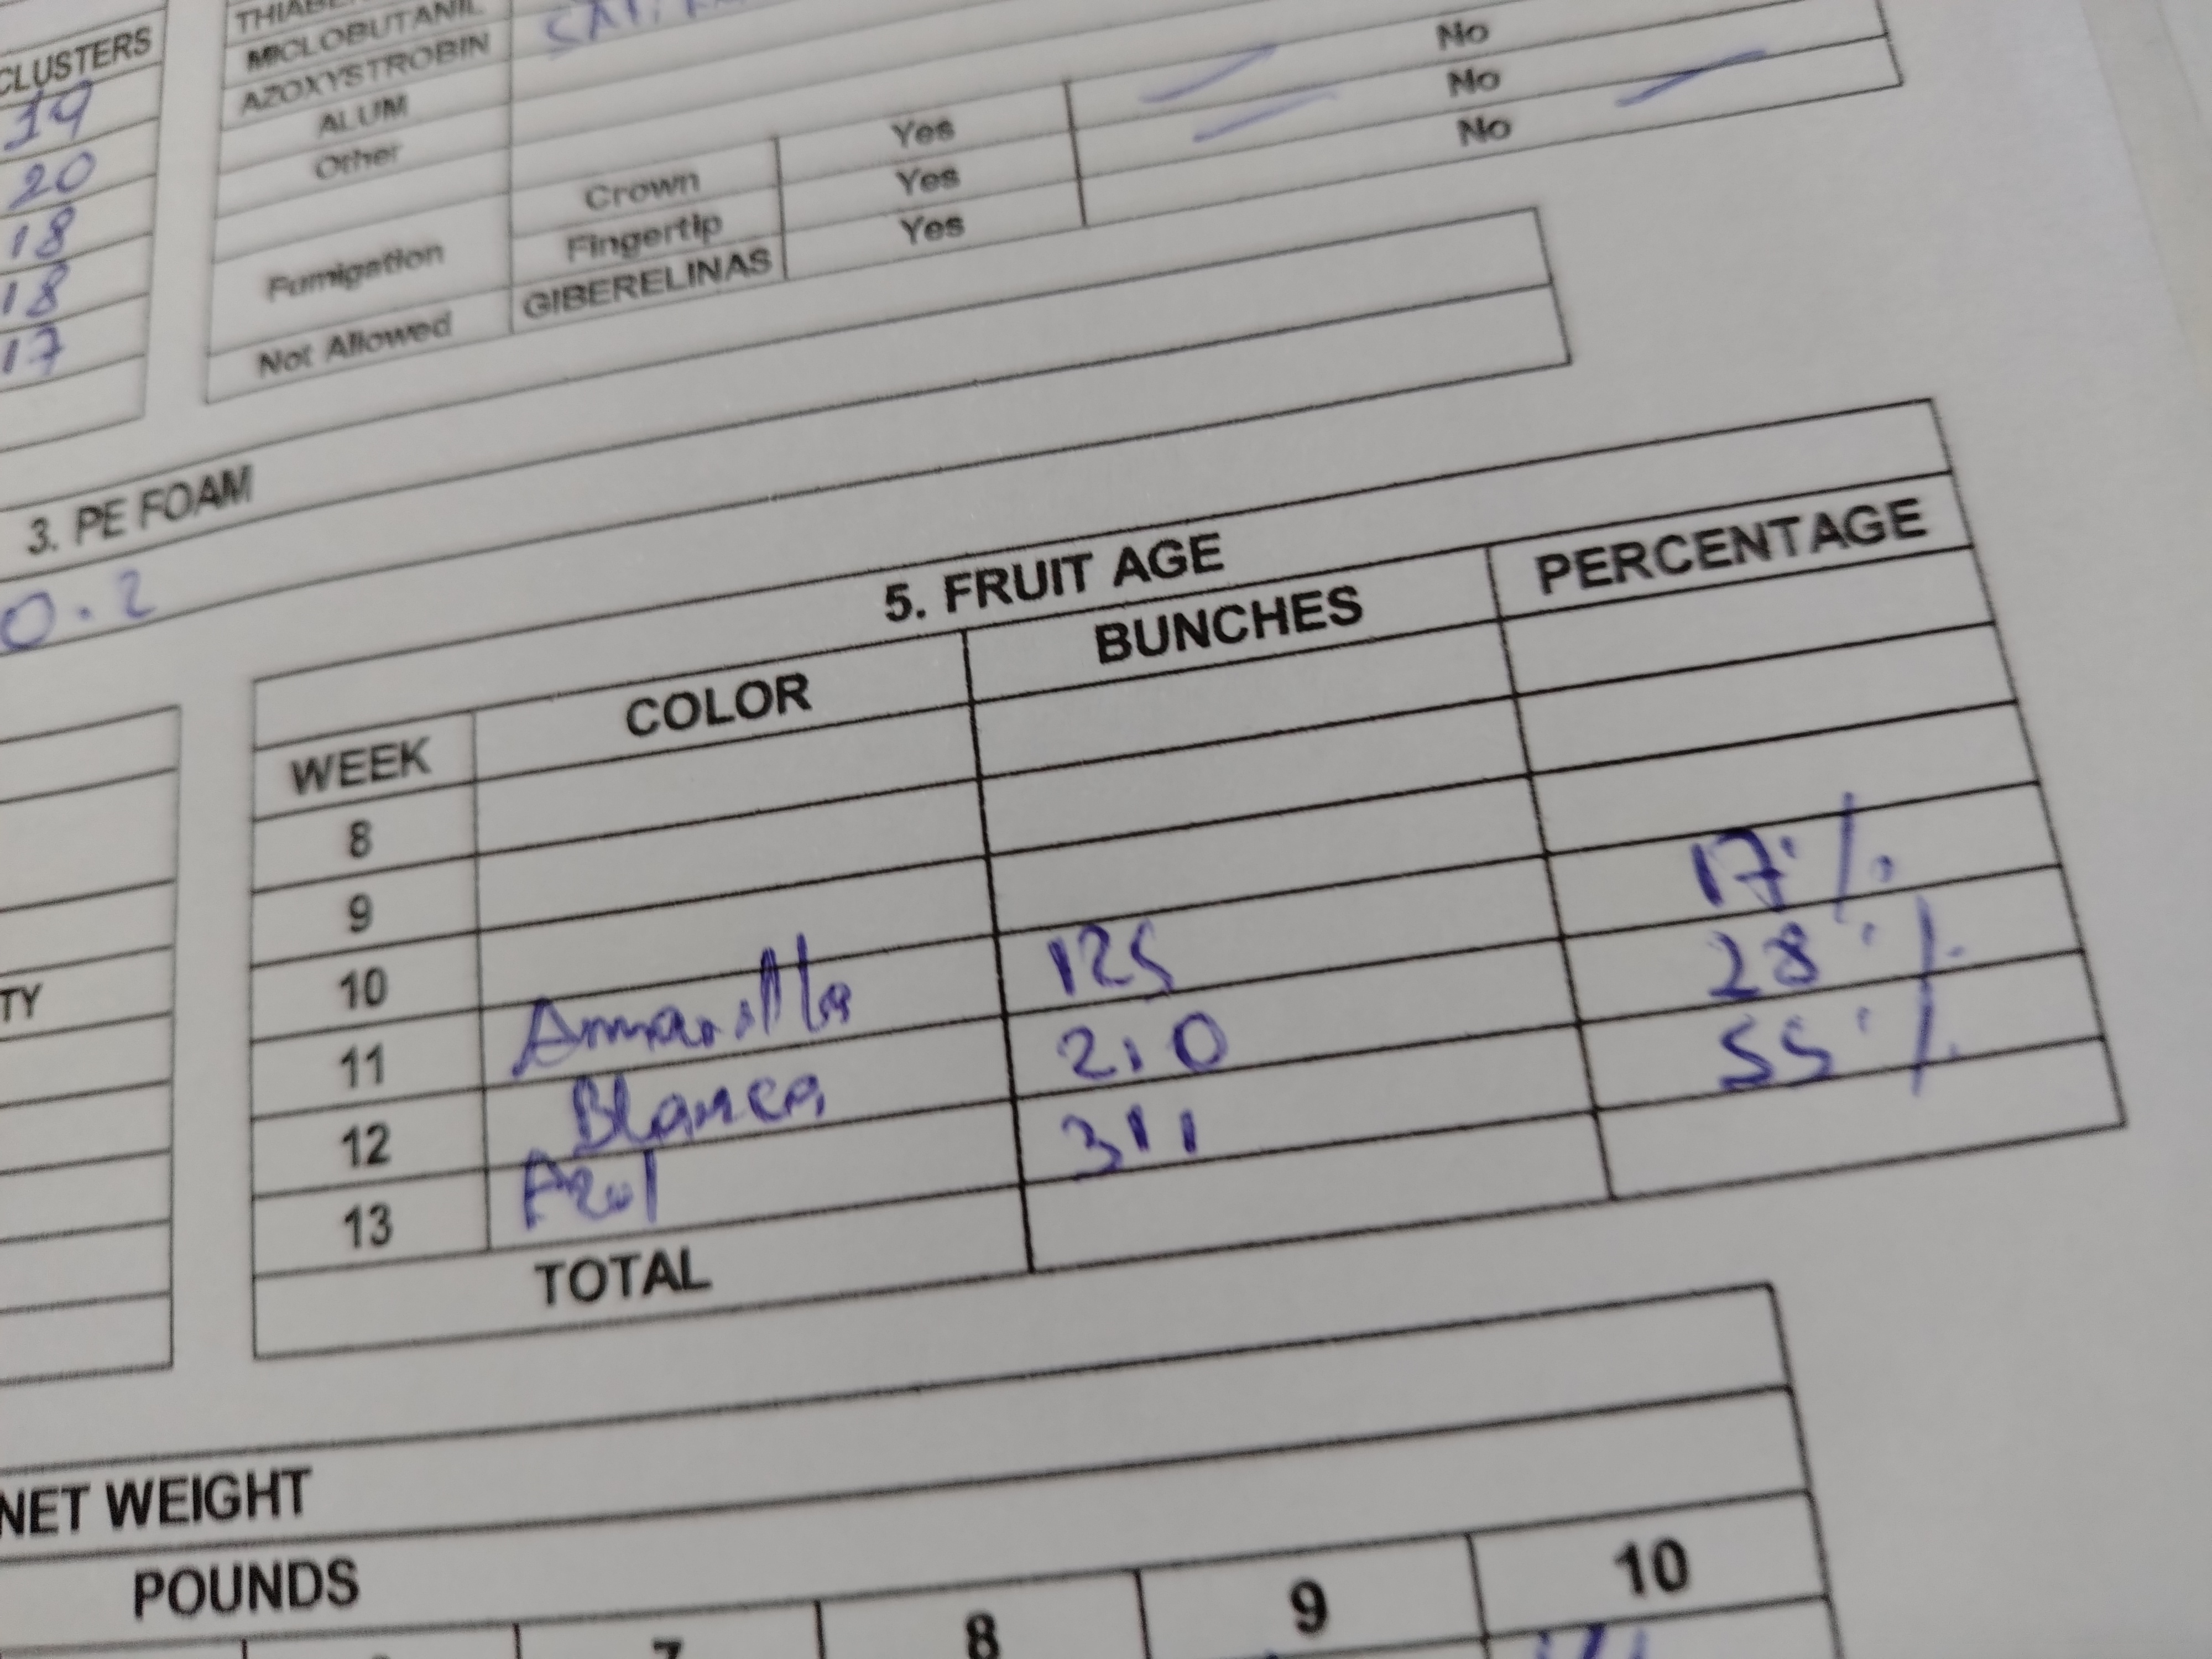 CLUSTERS
19
20
18
18
17
MICLOBUTANIL
AZOXYSTROBIN
ALUM
Other
Fumigation
Crown Yes No
Fingertip Yes No
Not Allowed GIBERELINAS Yes No
3. PE FOAM
0.2
TY
5. FRUIT AGE
WEEK COLOR BUNCHES PERCENTAGE
8
9
10
11 Amarilla 125 17%
12 Blanca 210 28%
13 Azul 311 55%
TOTAL
NET WEIGHT
POUNDS
7 8 9 10